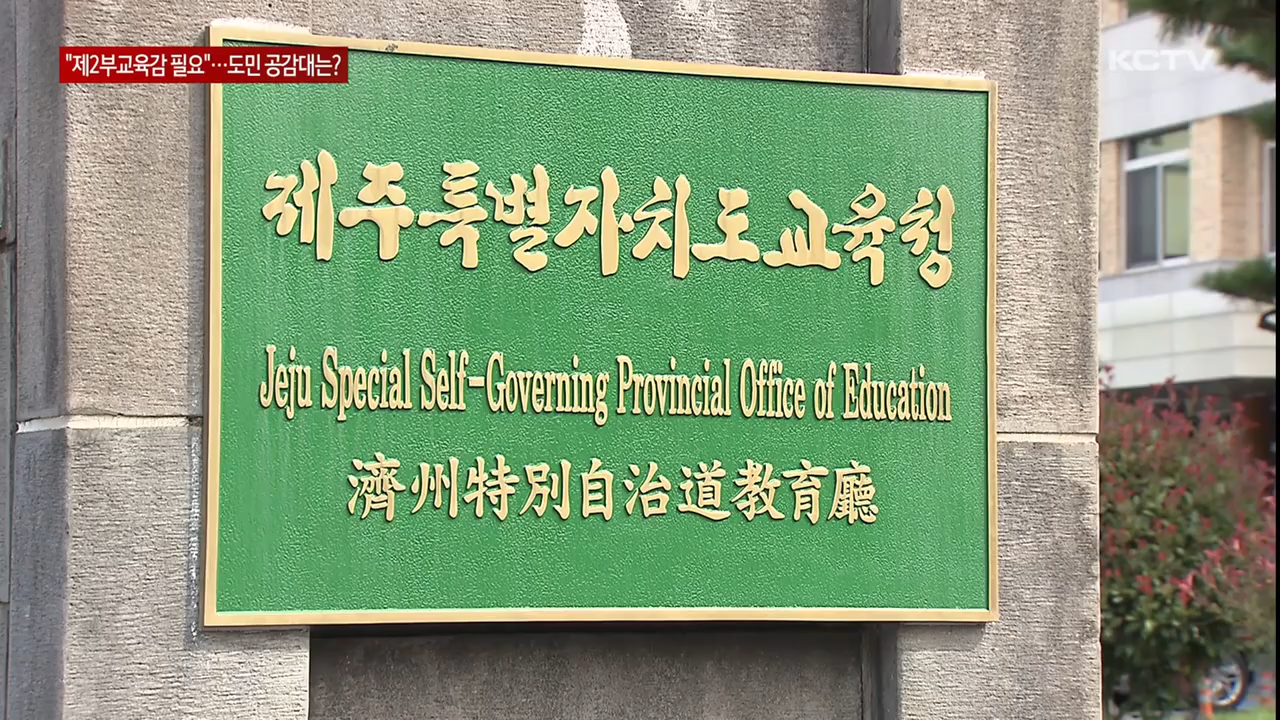 "제2부교육감 필요"…도민 공감대는?
KCTV
제주특별자치도교육청
Jeju Special Self-Governing Provincial Office of Education
濟州特別自治道教育廳